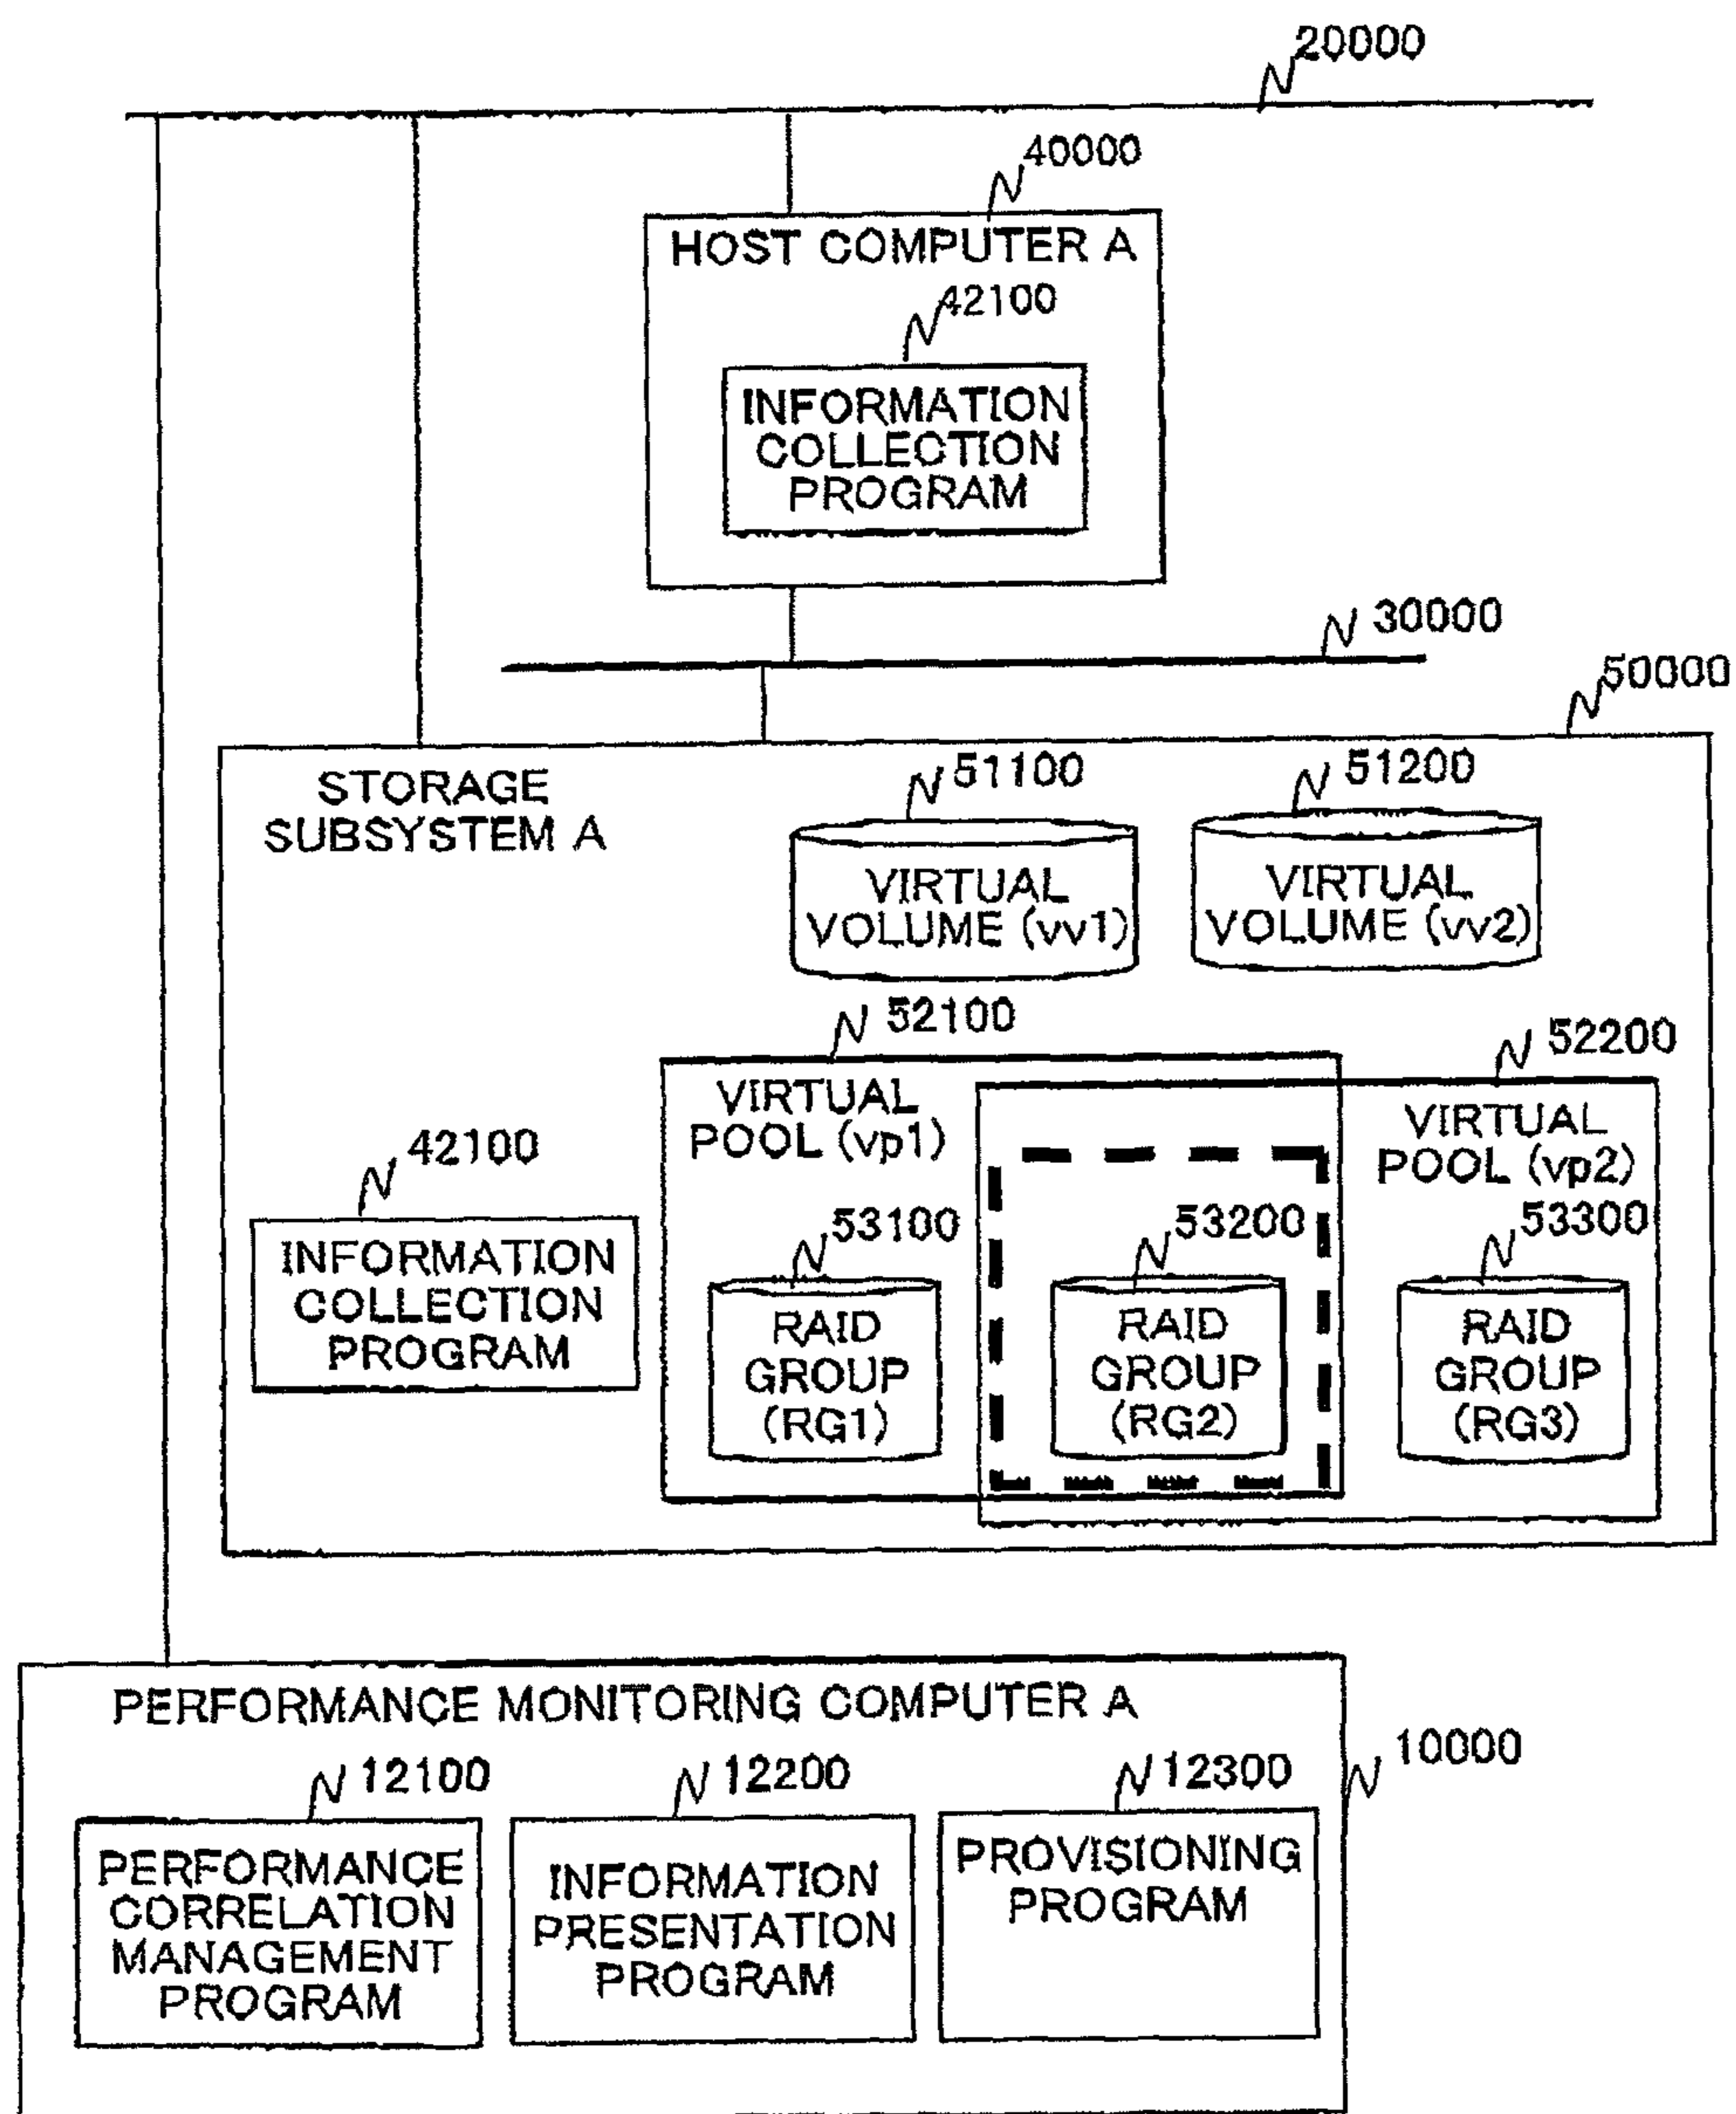 20000
40000
HOST COMPUTER A
42100
INFORMATION
COLLECTION
PROGRAM
30000
50000
STORAGE
SUBSYSTEM A
51100
51200
VIRTUAL
VOLUME (vv1)
VIRTUAL
VOLUME (vv2)
52100
52200
VIRTUAL
POOL (vp1)
VIRTUAL
POOL (vp2)
42100
INFORMATION
COLLECTION
PROGRAM
53100
53200
53300
RAID
GROUP
(RG1)
RAID
GROUP
(RG2)
RAID
GROUP
(RG3)
PERFORMANCE MONITORING COMPUTER A
10000
12100
12200
12300
PERFORMANCE
CORRELATION
MANAGEMENT
PROGRAM
INFORMATION
PRESENTATION
PROGRAM
PROVISIONING
PROGRAM